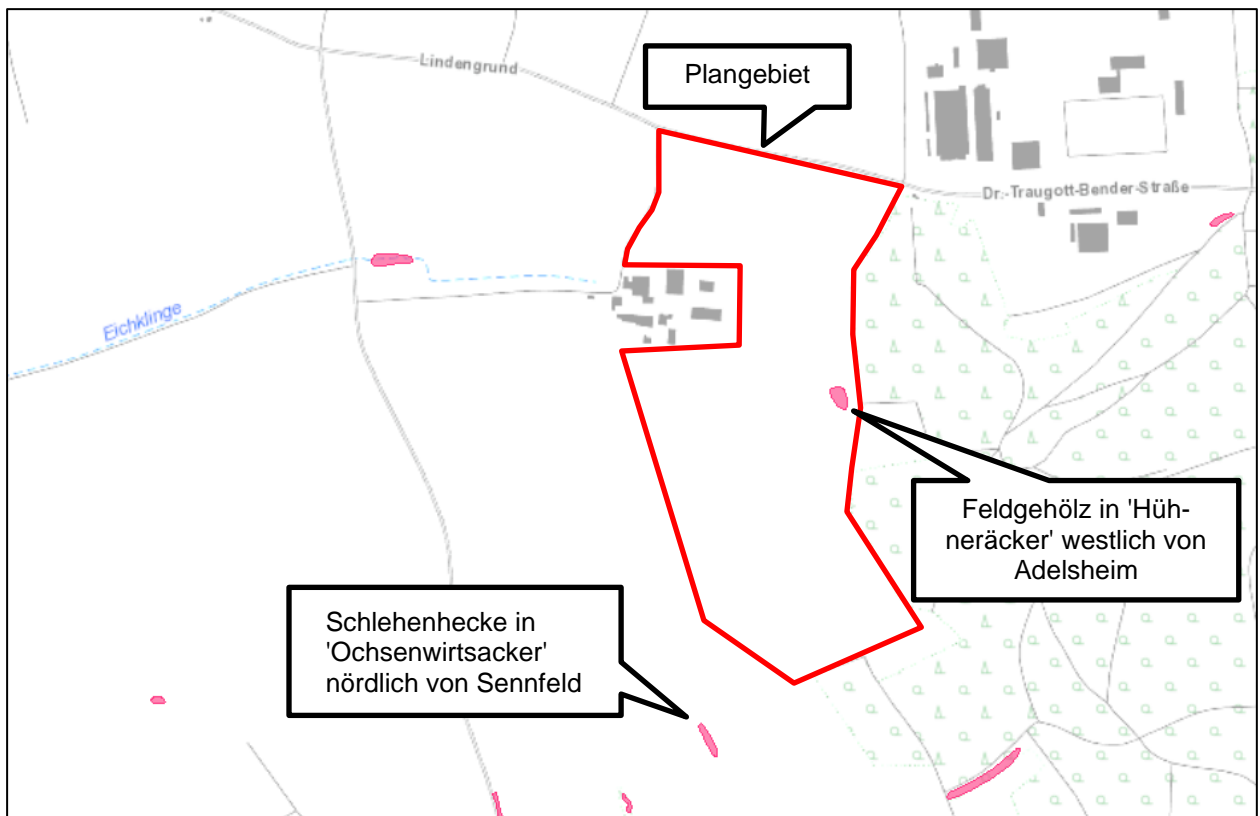 Lindengrund
Plangebiet
Dr.-Traugott-Bender-Straße
Eichklinge
Feldgehölz in 'Hüh-
neräcker' westlich von
Adelsheim
Schlehenhecke in
'Ochsenwirtsacker'
nördlich von Sennfeld